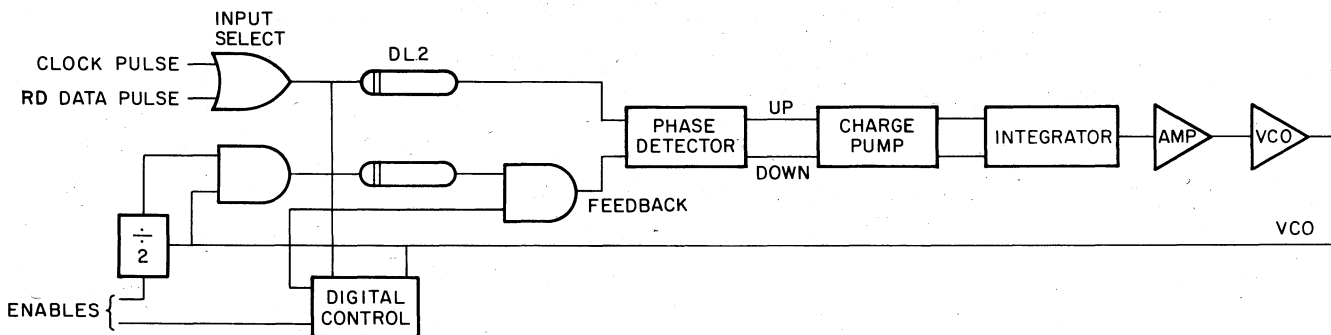 INPUT
SELECT
CLOCK PULSE
RD DATA PULSE
DL2
PHASE
DETECTOR
UP
DOWN
CHARGE
PUMP
INTEGRATOR
AMP
VCO
FEEDBACK
VCO
÷
2
ENABLES
DIGITAL
CONTROL